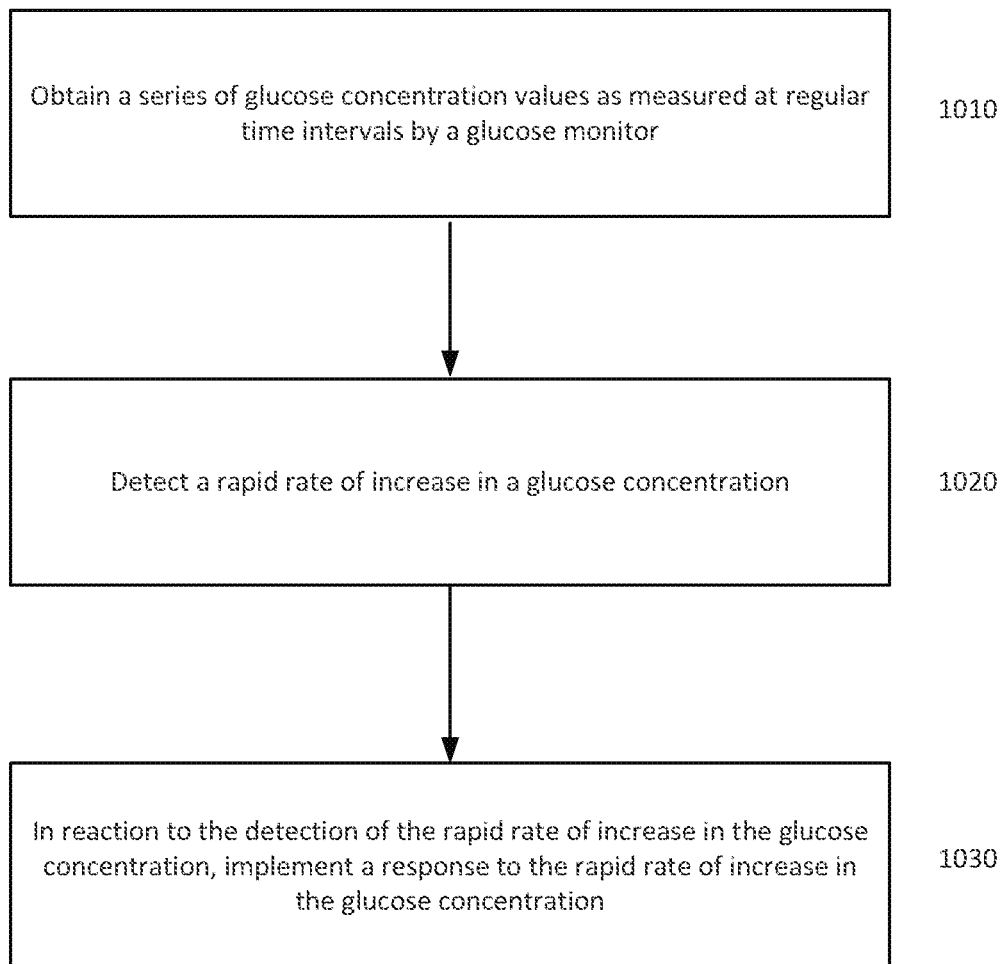 Obtain a series of glucose concentration values as measured at regular
time intervals by a glucose monitor
1010
Detect a rapid rate of increase in a glucose concentration
1020
In reaction to the detection of the rapid rate of increase in the glucose
concentration, implement a response to the rapid rate of increase in
the glucose concentration
1030